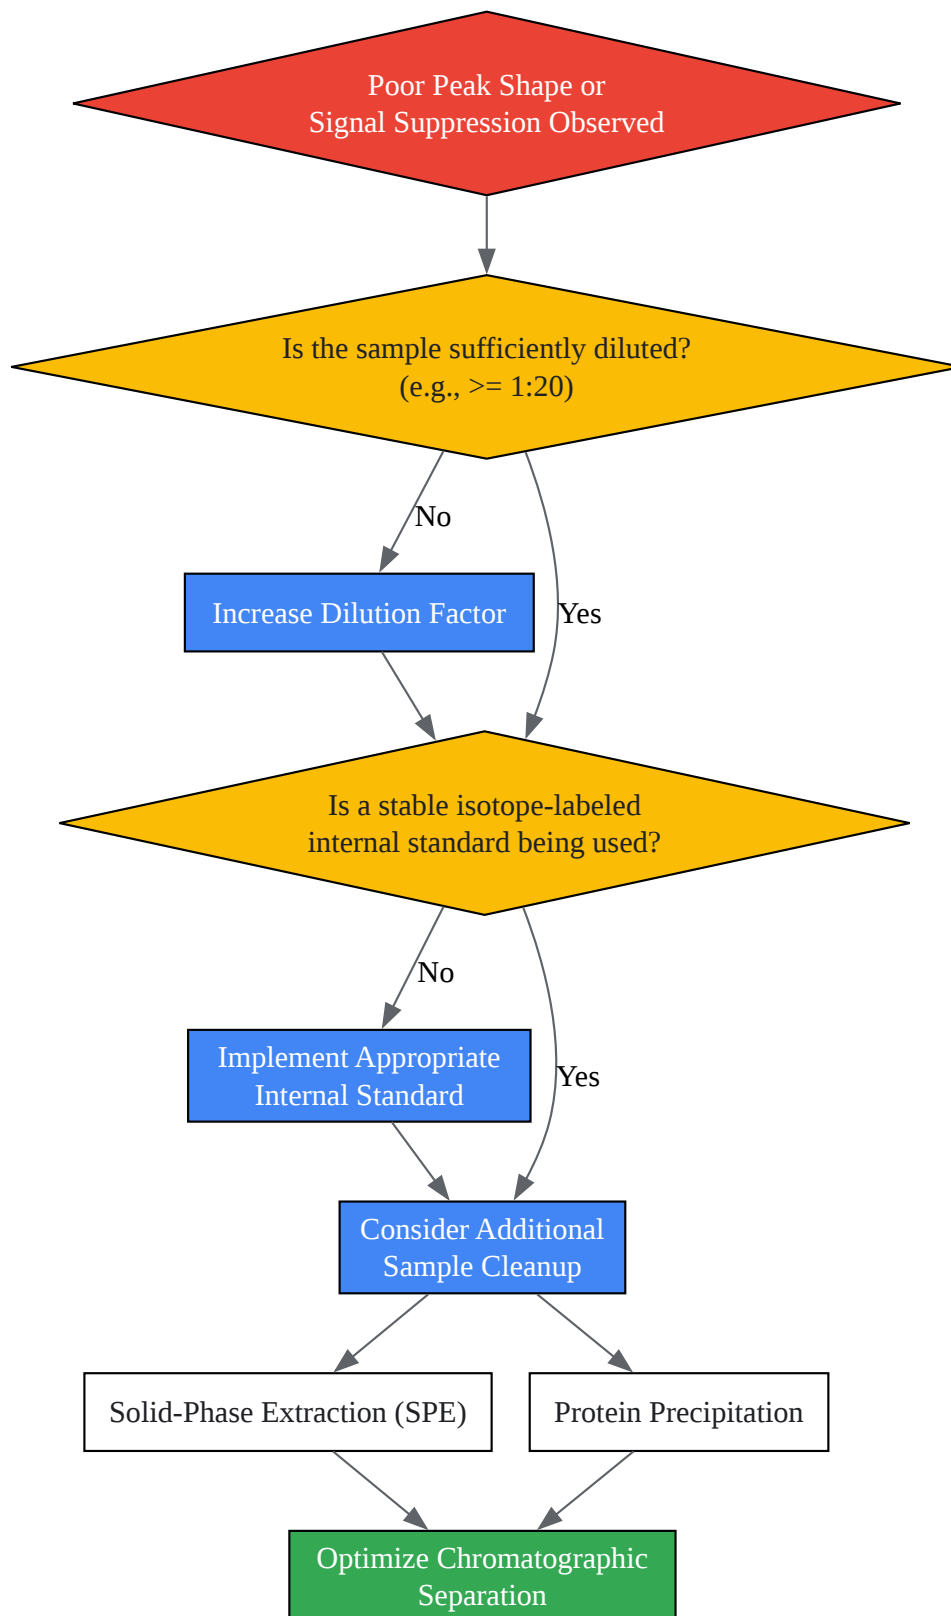 Poor Peak Shape or
Signal Suppression Observed
Is the sample sufficiently diluted?
(e.g., >= 1:20)
No
Increase Dilution Factor
Yes
Is a stable isotope-labeled
internal standard being used?
No
Implement Appropriate
Internal Standard
Yes
Consider Additional
Sample Cleanup
Solid-Phase Extraction (SPE)
Protein Precipitation
Optimize Chromatographic
Separation